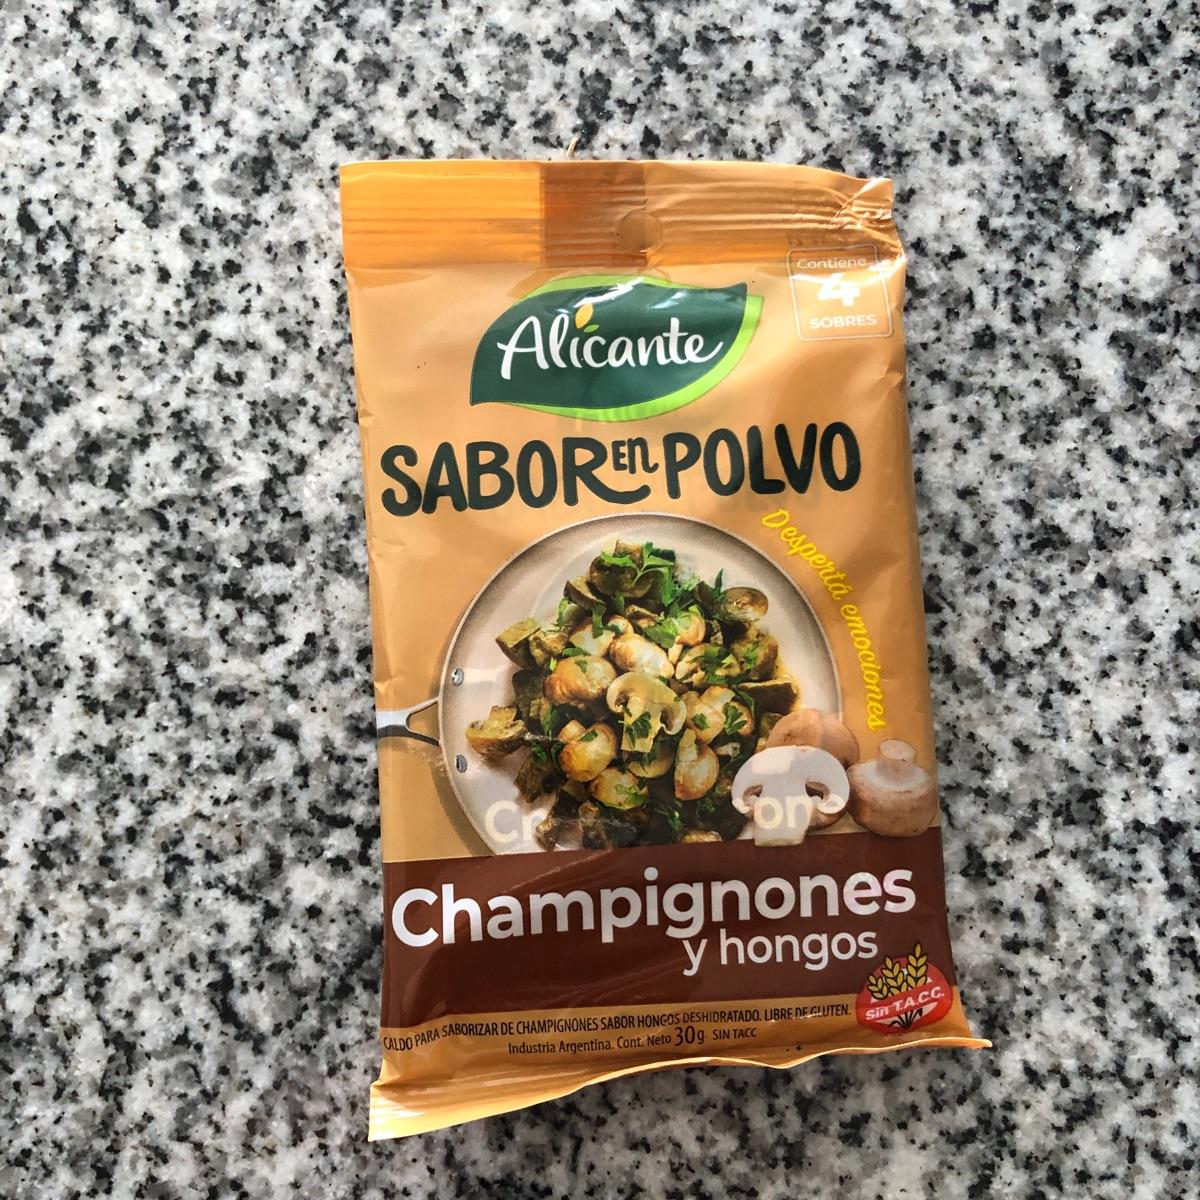 Contiene
4
SOBRES
Alicante
SABOR EN POLVO
Despertá emociones
Champignones
y hongos
Sin T.A.C.C.
CALDO PARA SABORIZAR DE CHAMPIGNONES SABOR HONGOS DESHIDRATADO. LIBRE DE GLUTEN.
Industria Argentina. Cont. Neto 30g. SIN TACC